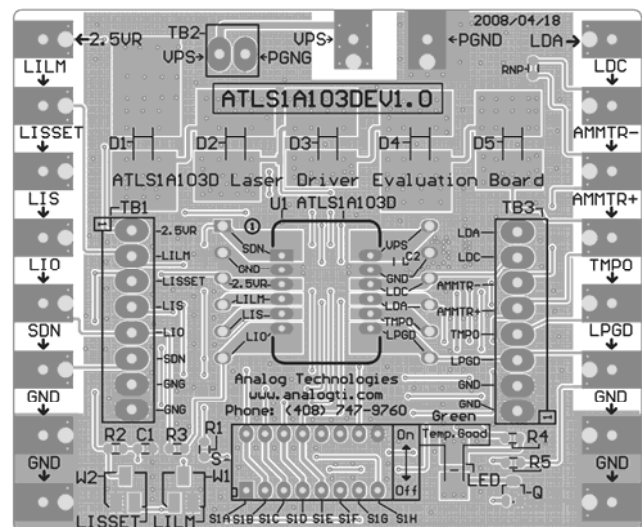 2.5VR
TB2
VPS
PGNG
VPS
PGND
2008/04/18
LDA
LILM
LDC
RNP
ATLS1A103DEV1.0
LISSET
AMMTR-
D1
D2
D3
D4
D5
ATLS1A103D Laser Driver Evaluation Board
LIS
AMMTR+
1
TB1
U1 ATLS1A103D
TB3
2.5VR
1
SDN
VPS
LDA
LIO
TMPO
LILM
GND
C2
LDC
LISSET
2.5VR
GND
LDC
AMMTR-
LIS
LILM
LDA
AMMTR+
SDN
LPGD
LIO
LIS
TMPO
TMPO
SDN
LIO
LPGD
LPGD
GND
GND
GNG
Analog Technologies
GND
GNG
www.analogti.com
GND
Phone: (408) 747-9760
1
Green
R2 C1 R3
R1
On
Temp.Good
R4
GND
GND
S
R5
W2
W1
LED
Off
Q
LISSET
LILM
S1A S1B S1C S1D S1E S1F S1G S1H